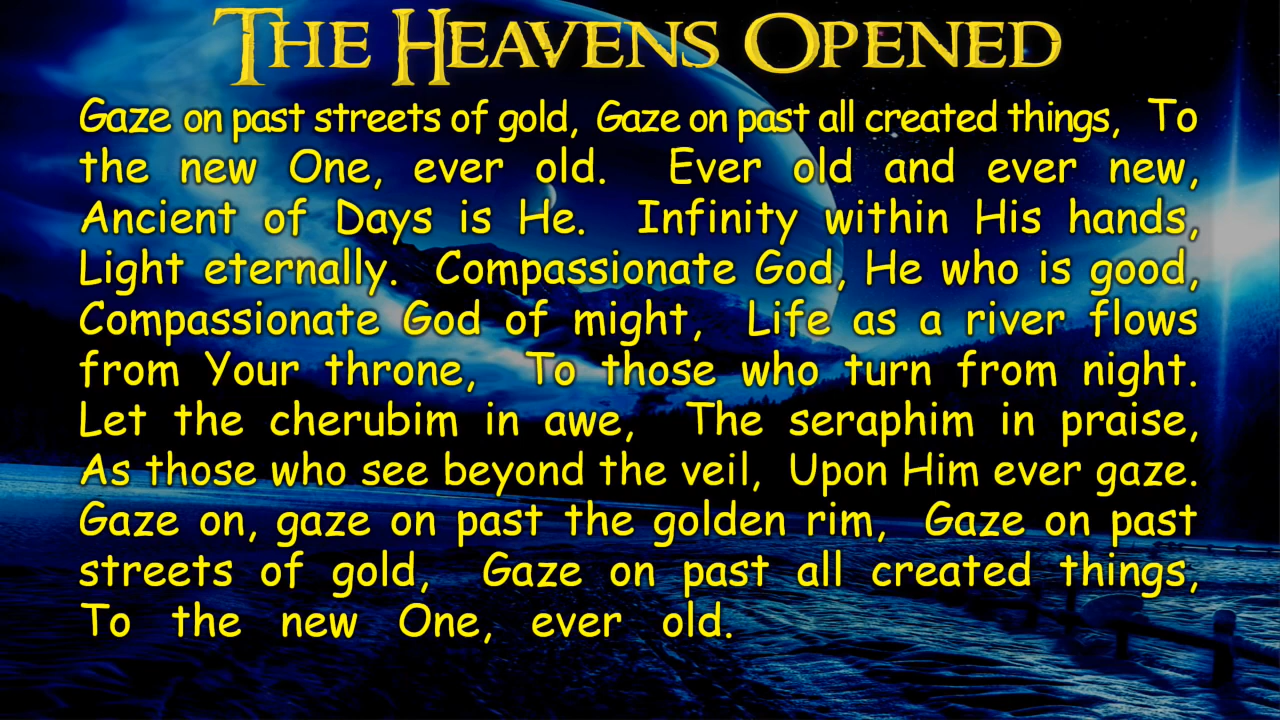 THE HEAVENS OPENED
Gaze on past streets of gold, Gaze on past all created things, To
the new One, ever old. Ever old and ever new,
Ancient of Days is He. Infinity within His hands,
Light eternally. Compassionate God, He who is good,
Compassionate God of might, Life as a river flows
from Your throne, To those who turn from night.
Let the cherubim in awe, The seraphim in praise,
As those who see beyond the veil, Upon Him ever gaze.
Gaze on, gaze on past the golden rim, Gaze on past
streets of gold, Gaze on past all created things,
To the new One, ever old.